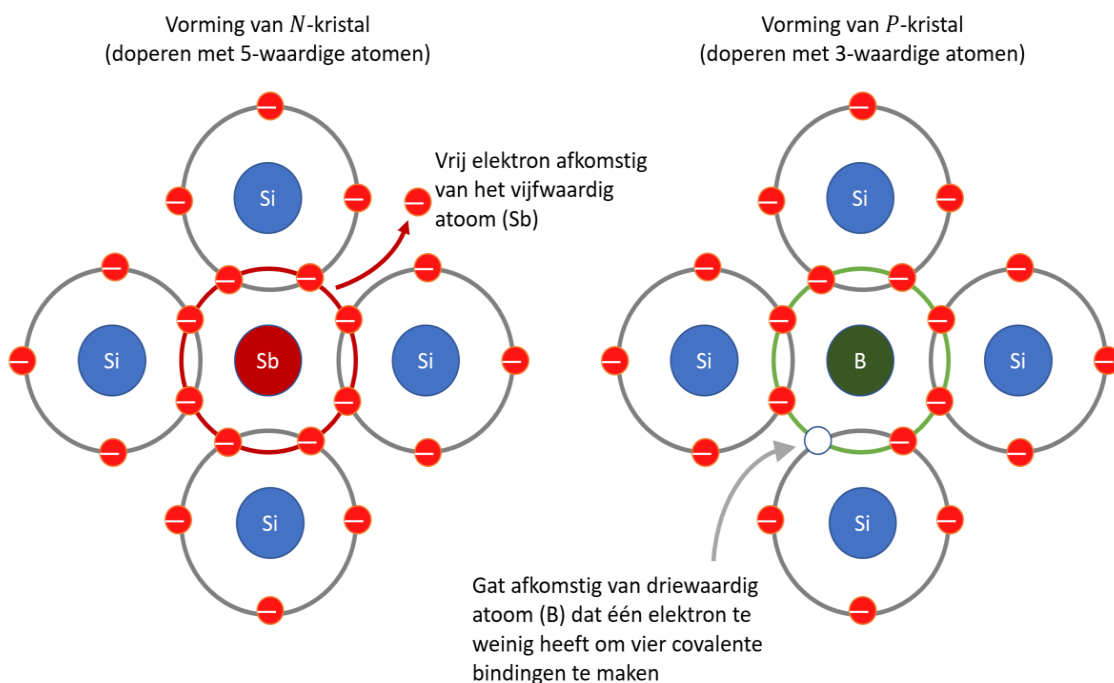 Vorming van N-kristal
(doperen met 5-waardige atomen)
Vorming van P-kristal
(doperen met 3-waardige atomen)
Si
Vrij elektron afkomstig
van het vijfwaardig
atoom (Sb)
Si
Sb
Si
Si
Si
Si
B
Si
Si
Gat afkomstig van driewaardig
atoom (B) dat één elektron te
weinig heeft om vier covalente
bindingen te maken